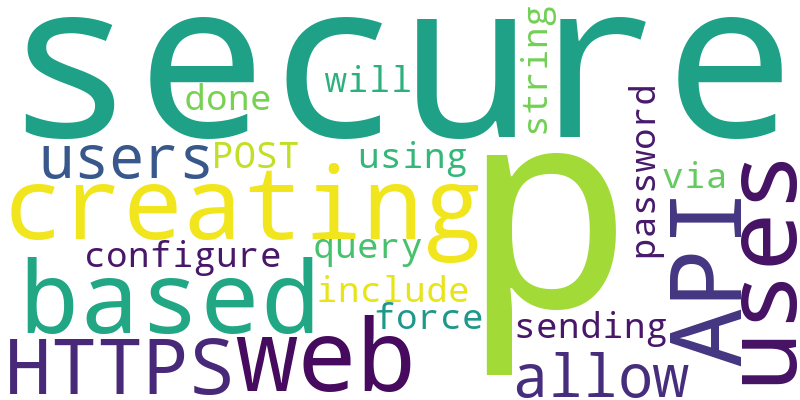 secure
done
will
string
users
POST
using
p
password
via
creating
API
uses
configure
query
based
include
force
sending
HTTPS
web
allow